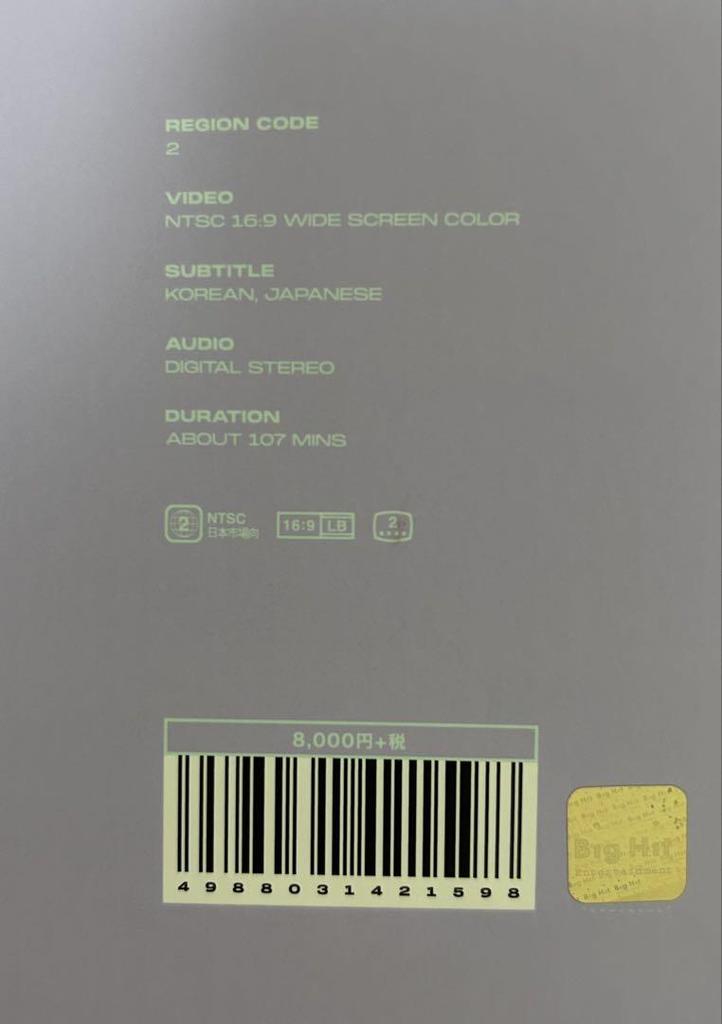 REGION CODE
2
VIDEO
NTSC 16:9 WIDE SCREEN COLOR
SUBTITLE
KOREAN, JAPANESE
AUDIO
DIGITAL STEREO
DURATION
ABOUT 107 MINS
2 NTSC
日本市場向
16:9 LB
2
8,000円+税
4988031421598
Big Hit
Entertainment